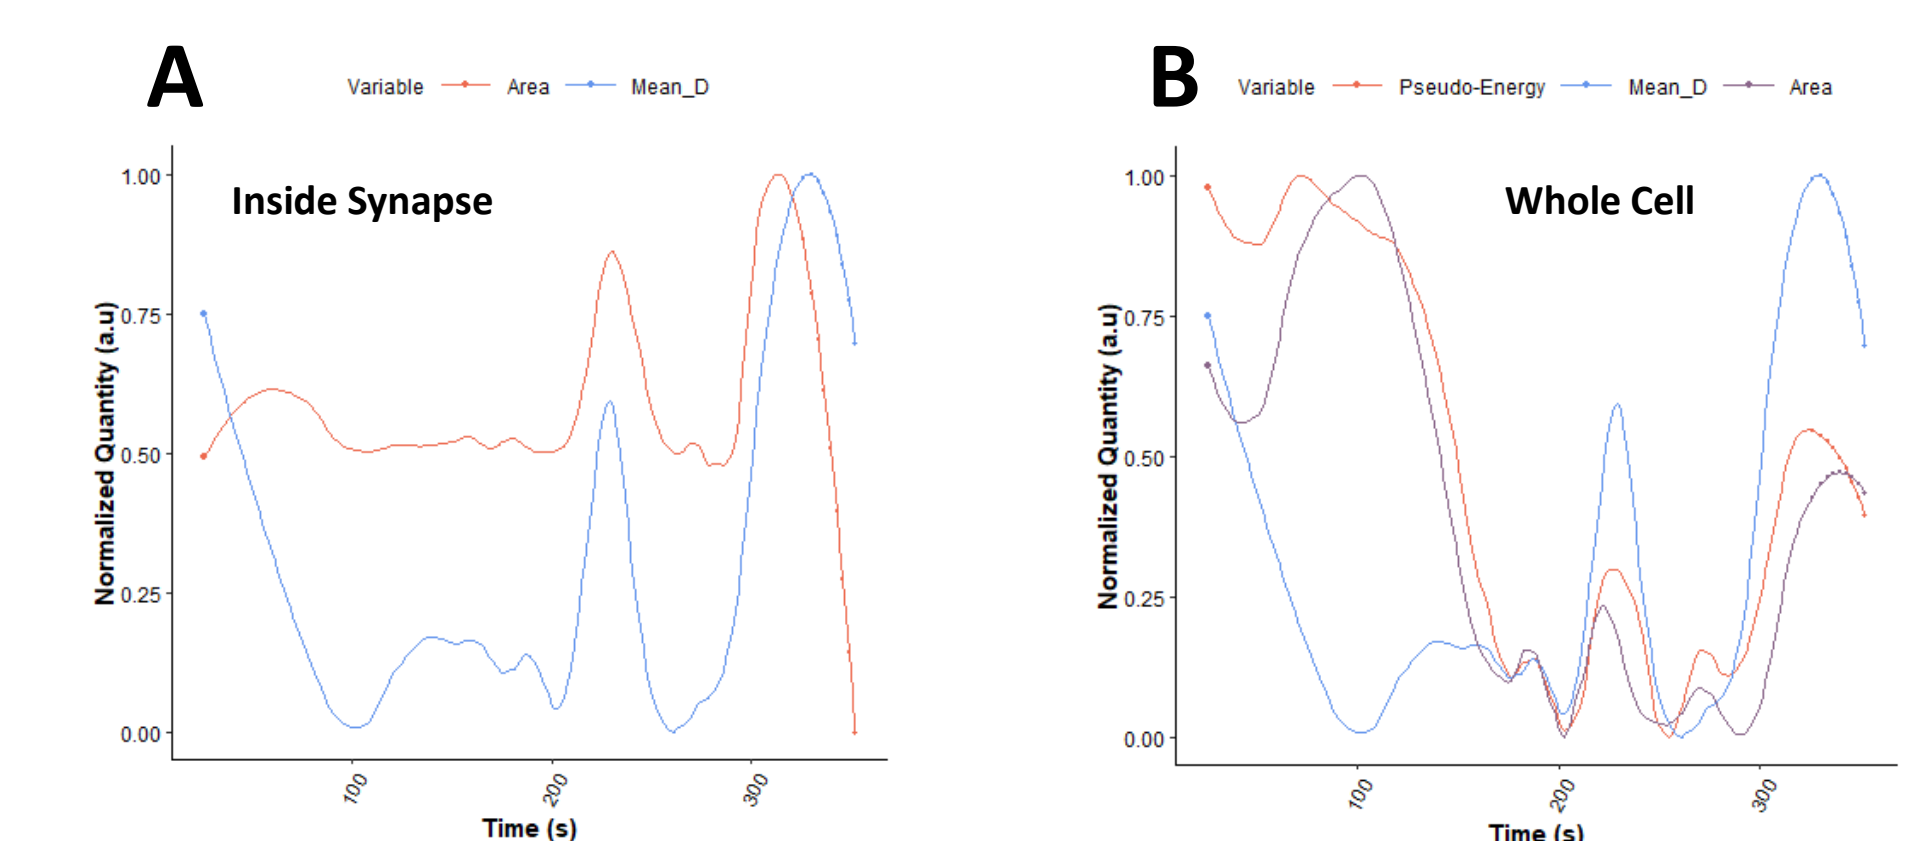 A
Variable Area Mean_D
Inside Synapse
1.00
0.75
0.50
0.25
0.00
Normalized Quantity (a.u)
100 200 300
Time (s)
B
Variable Pseudo-Energy Mean_D Area
Whole Cell
1.00
0.75
0.50
0.25
0.00
Normalized Quantity (a.u)
100 200 300
Time (s)